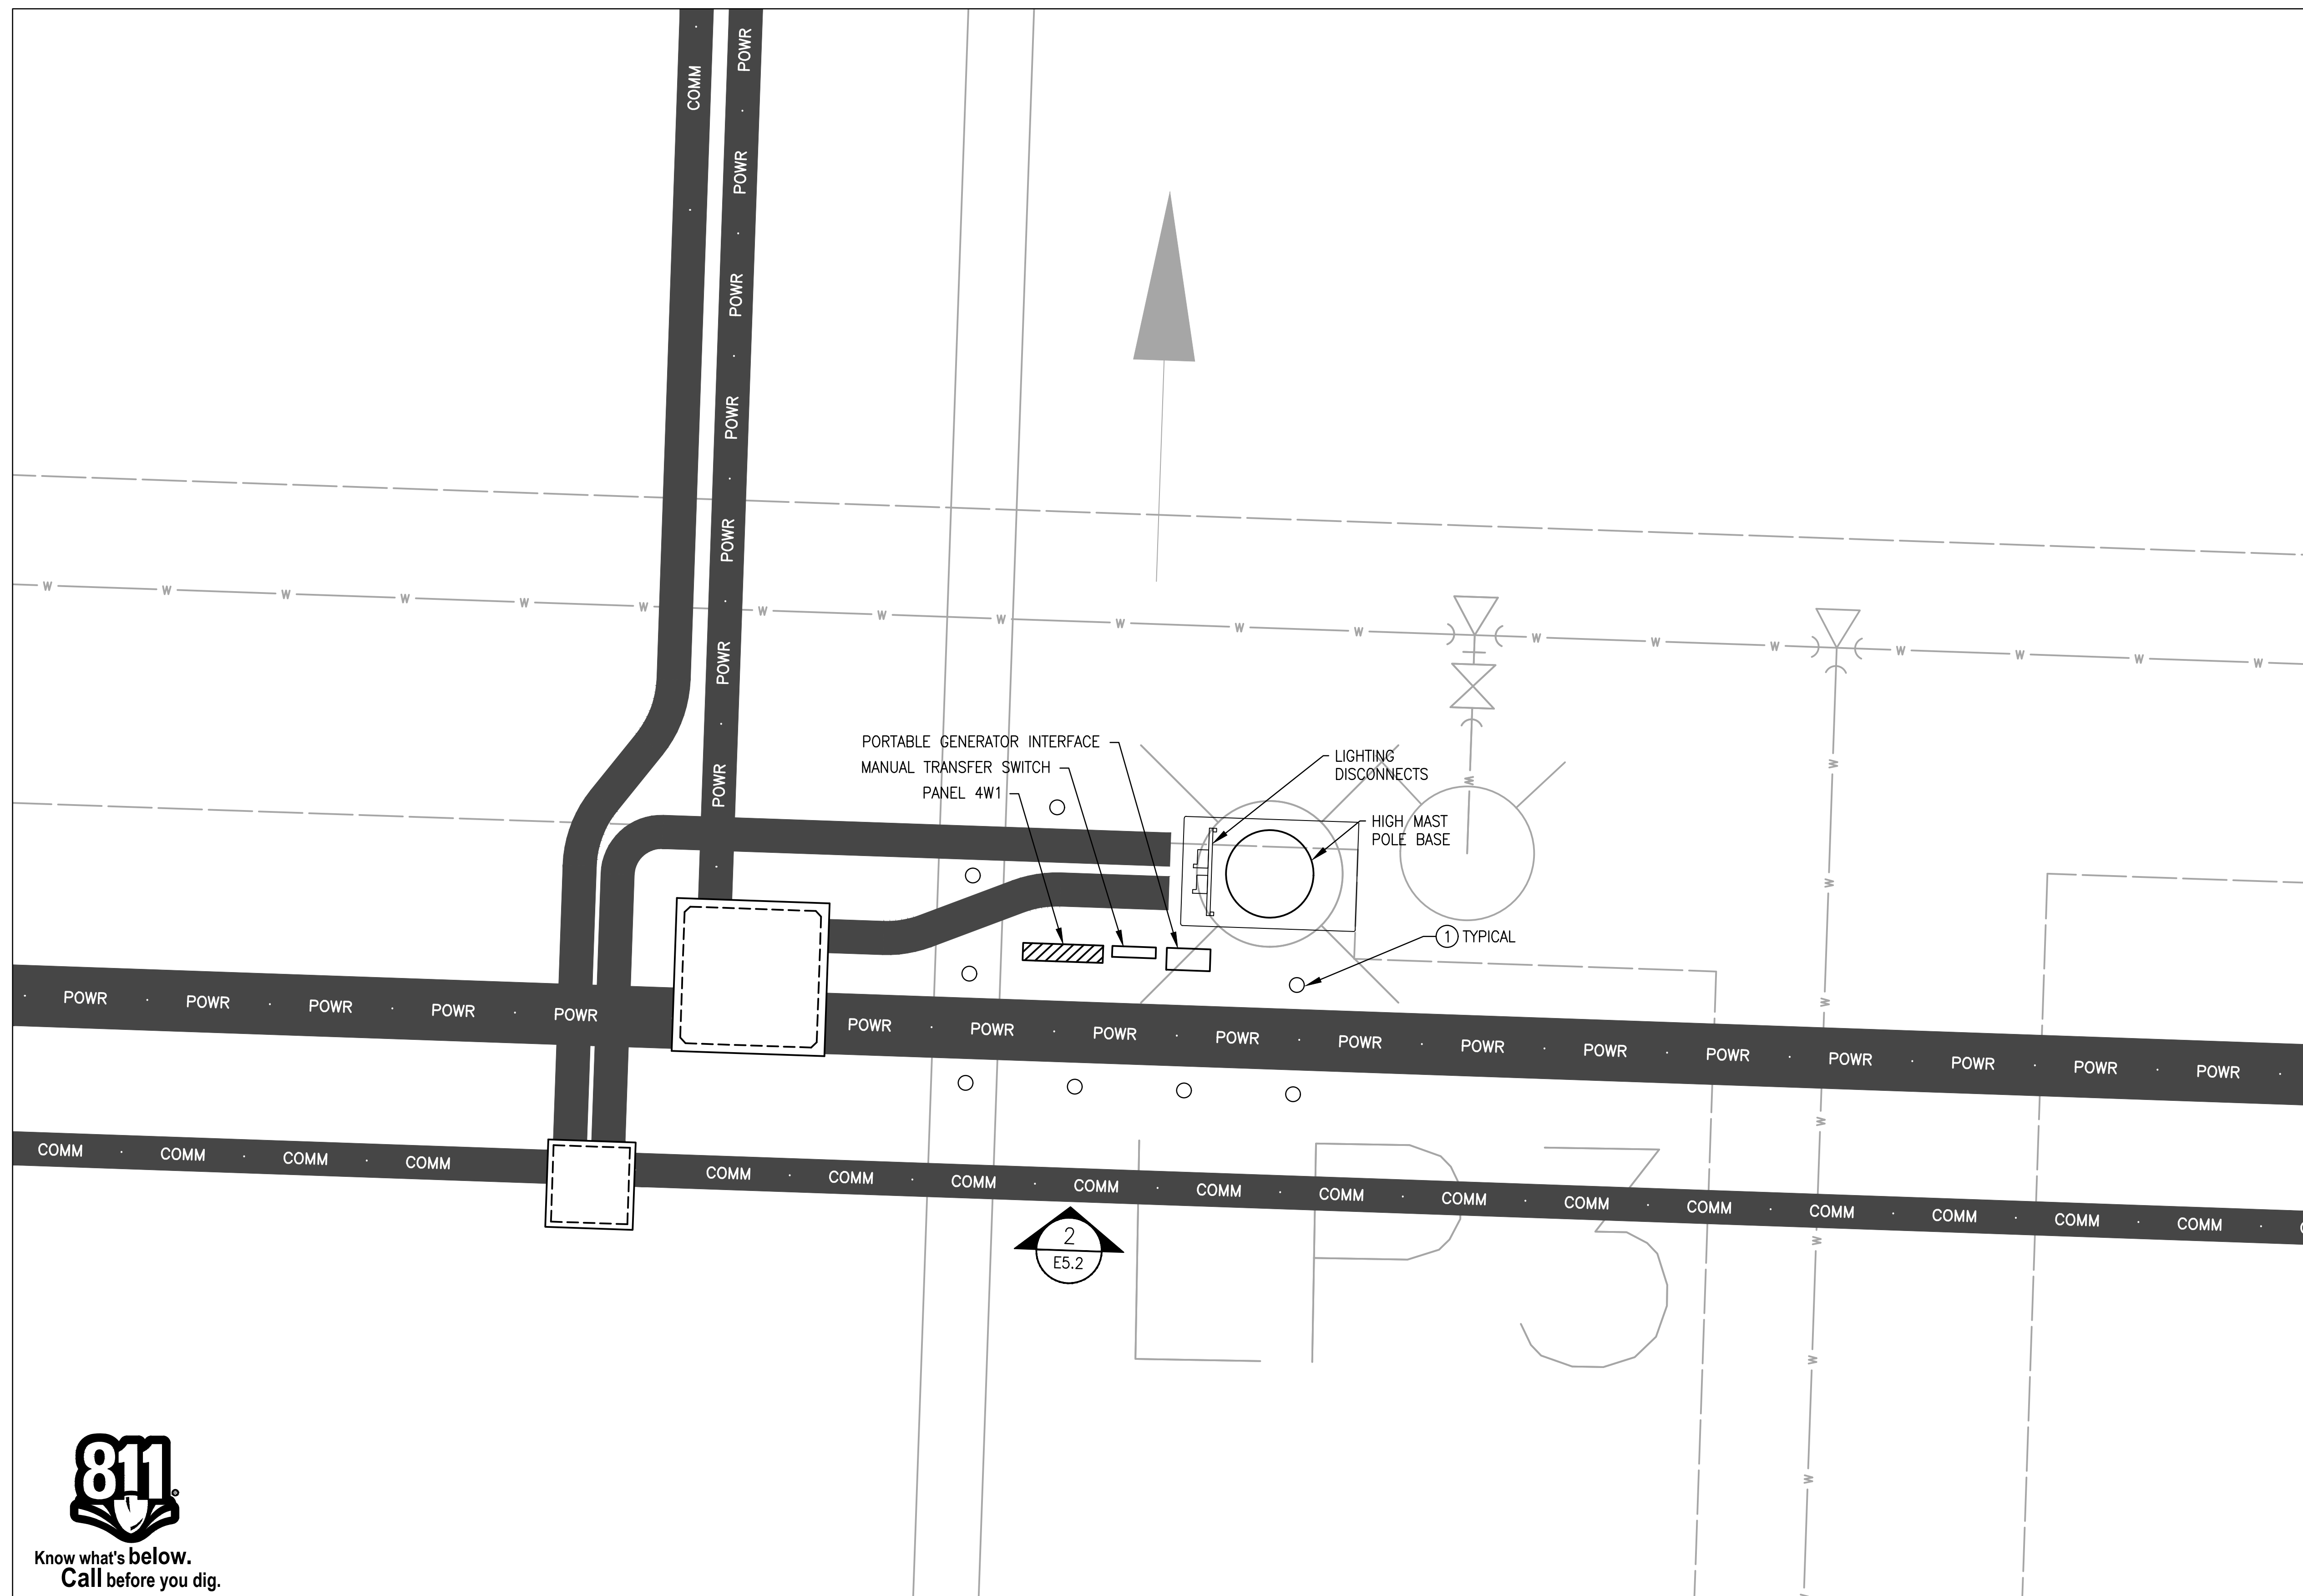 COMM
POWR
POWR
POWR
POWR
POWR
POWR
POWR
W W W W W W W W W W W W W W W W W W W
PORTABLE GENERATOR INTERFACE
MANUAL TRANSFER SWITCH
PANEL 4W1
LIGHTING
DISCONNECTS
HIGH MAST
POLE BASE
W
1 TYPICAL
W
W
W
W
W
W
W
W
POWR POWR POWR POWR POWR POWR POWR POWR POWR POWR POWR POWR POWR POWR POWR POWR POWR
COMM COMM COMM COMM COMM COMM COMM COMM COMM COMM COMM COMM COMM COMM COMM COMM COMM
2
E5.2
LP3
811®
Know what's below.
Call before you dig.